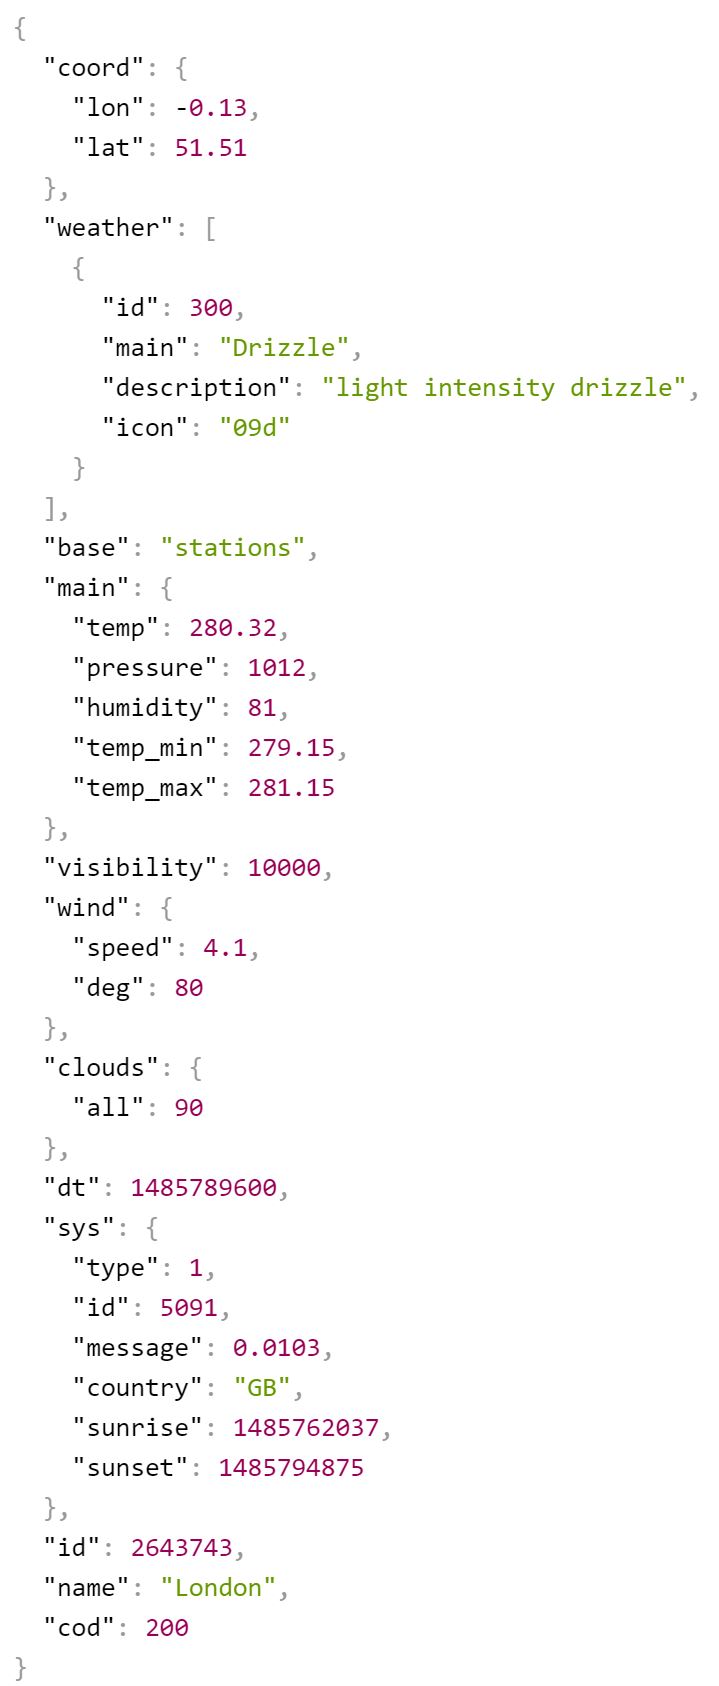 {
  "coord": {
    "lon": -0.13,
    "lat": 51.51
  },
  "weather": [
    {
      "id": 300,
      "main": "Drizzle",
      "description": "light intensity drizzle",
      "icon": "09d"
    }
  ],
  "base": "stations",
  "main": {
    "temp": 280.32,
    "pressure": 1012,
    "humidity": 81,
    "temp_min": 279.15,
    "temp_max": 281.15
  },
  "visibility": 10000,
  "wind": {
    "speed": 4.1,
    "deg": 80
  },
  "clouds": {
    "all": 90
  },
  "dt": 1485789600,
  "sys": {
    "type": 1,
    "id": 5091,
    "message": 0.0103,
    "country": "GB",
    "sunrise": 1485762037,
    "sunset": 1485794875
  },
  "id": 2643743,
  "name": "London",
  "cod": 200
}